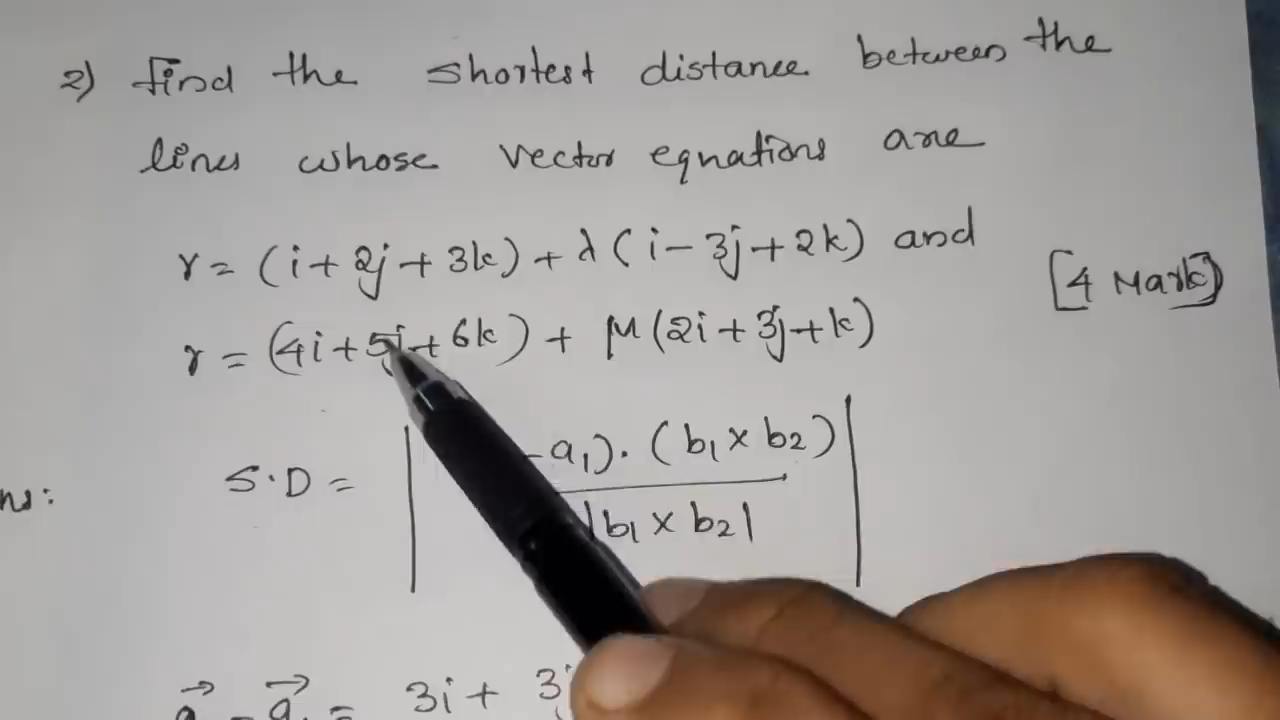 2) find the shortest distance between the
lines whose vector equations are
r = (i + 2j + 3k) + λ (i - 3j + 2k) and
r = (4i + 5j + 6k) + μ (2i + 3j + k)
[4 Mark]
S.D =
- a₁). (b₁ × b₂)
|b₁ × b₂|
3i + 3